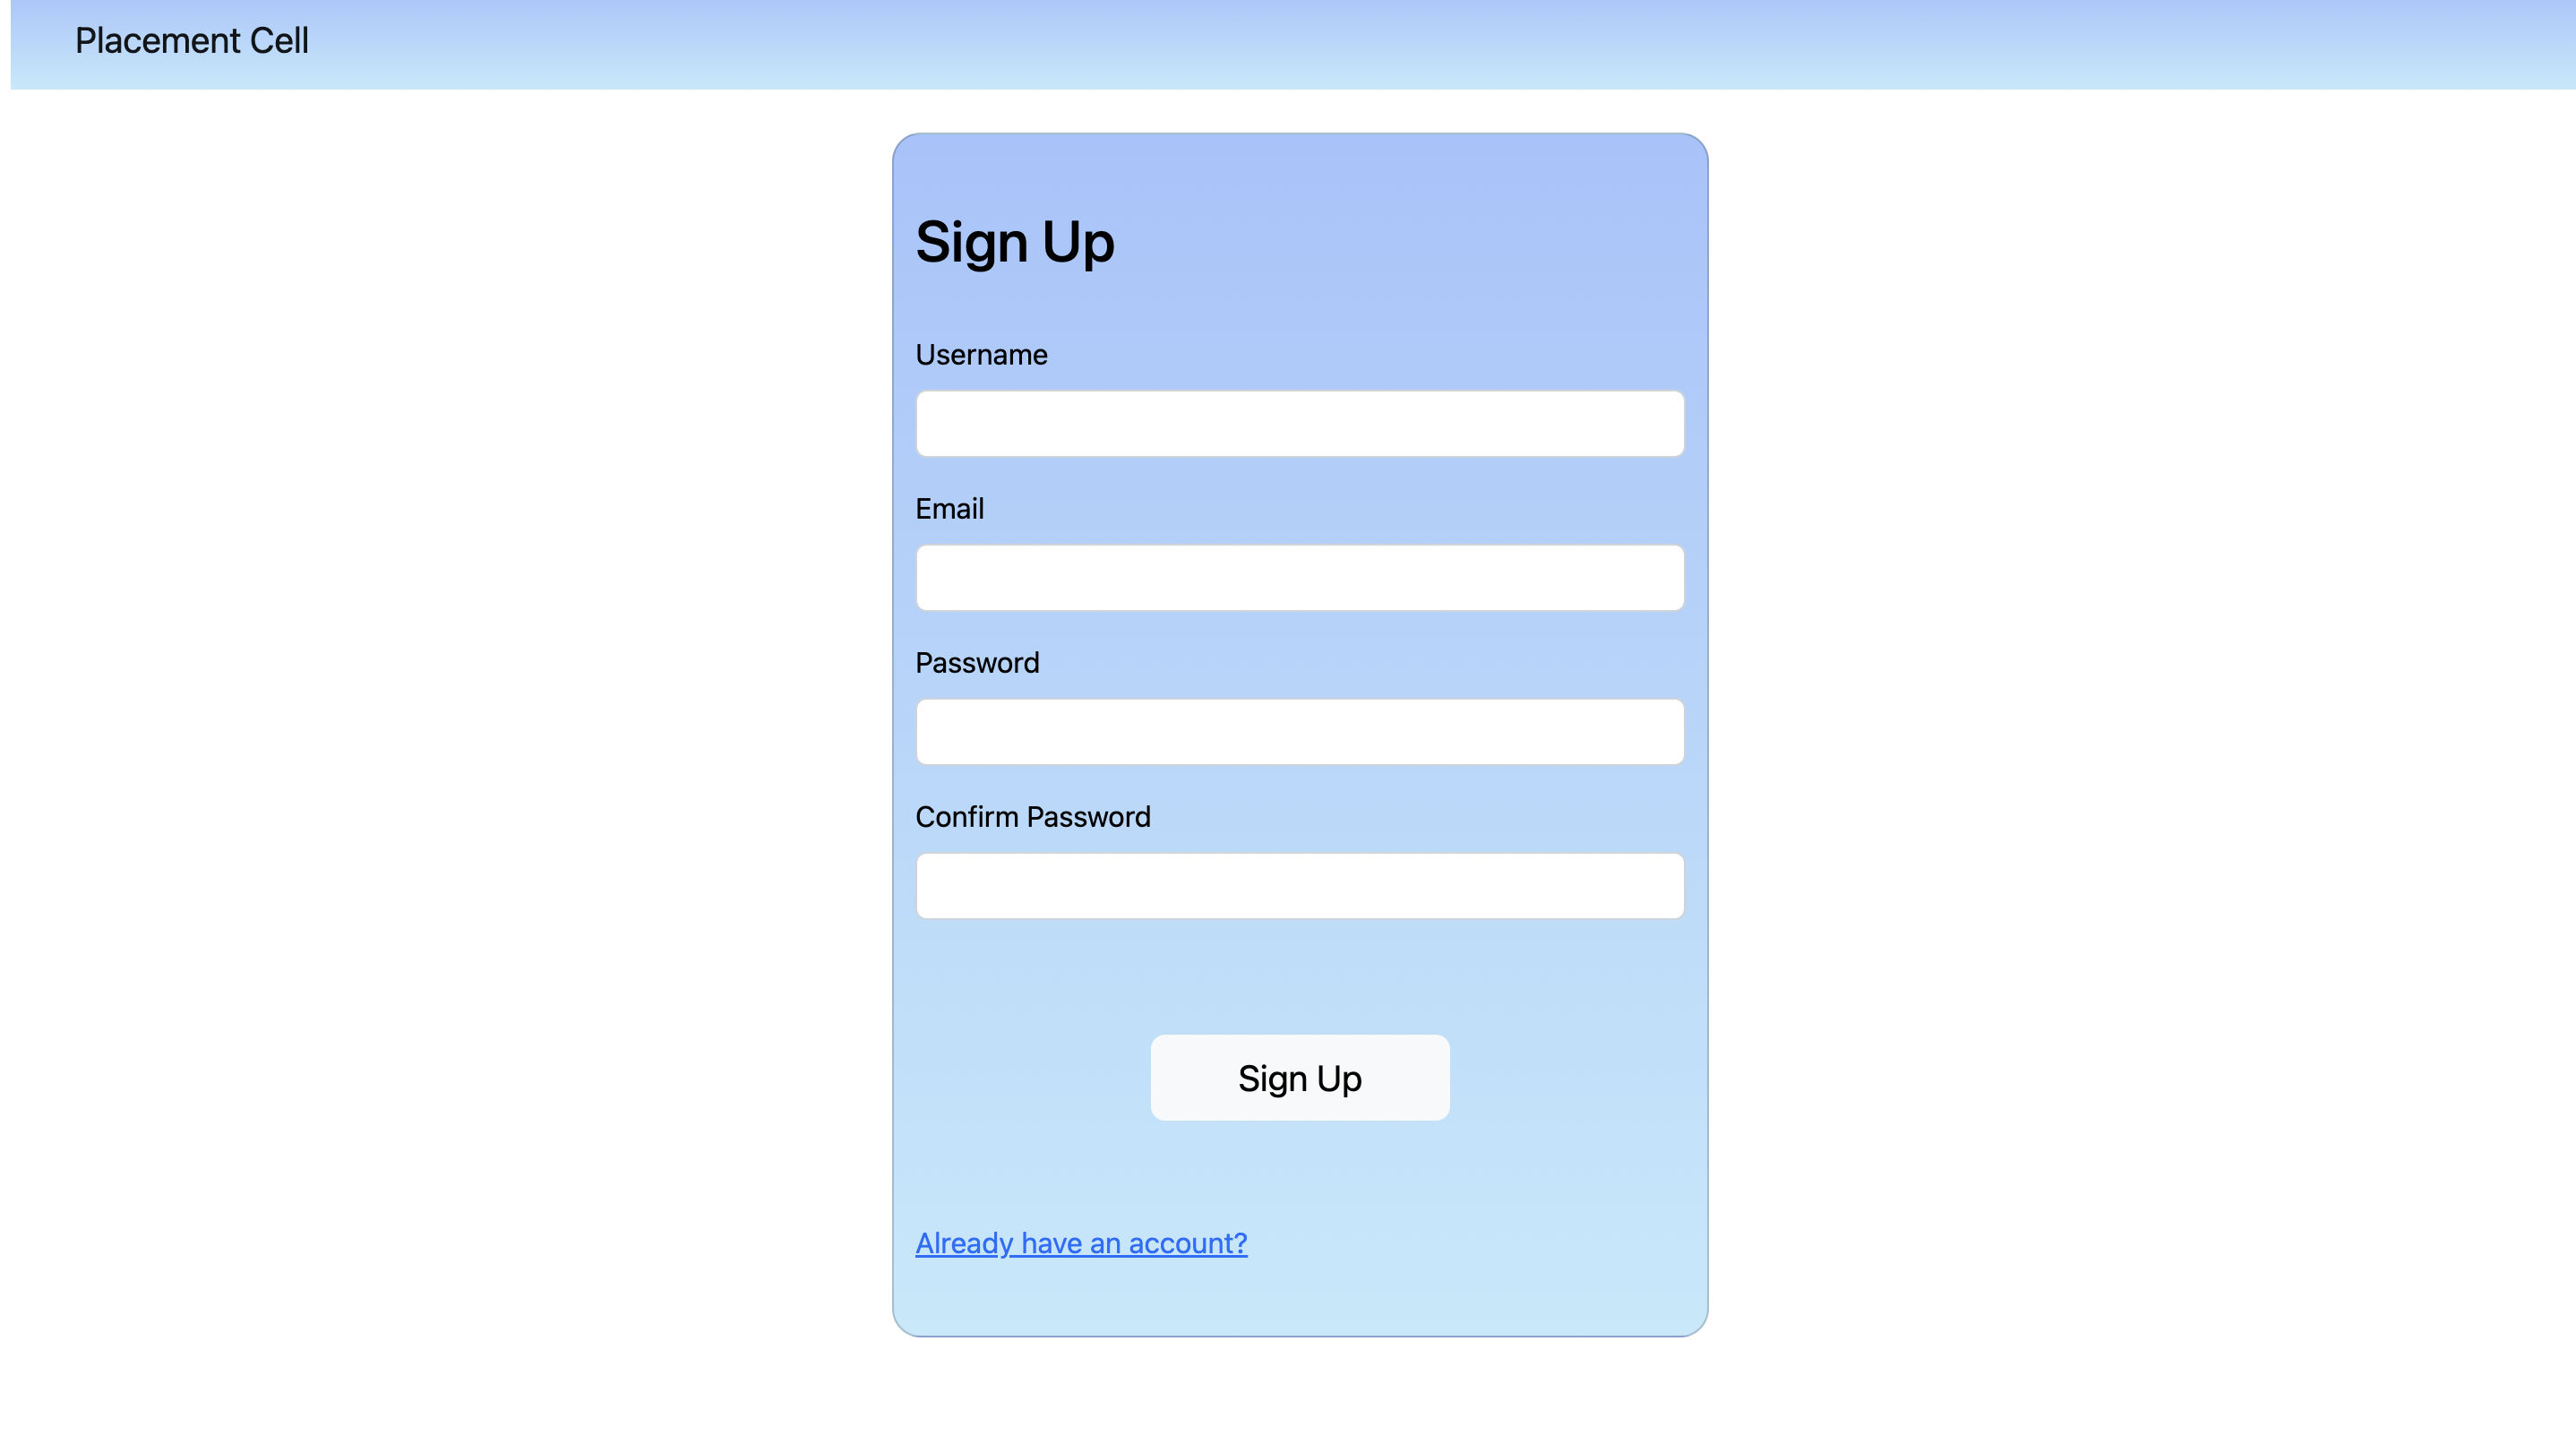 Placement Cell
Sign Up
Username
Email
Password
Confirm Password
Sign Up
Already have an account?